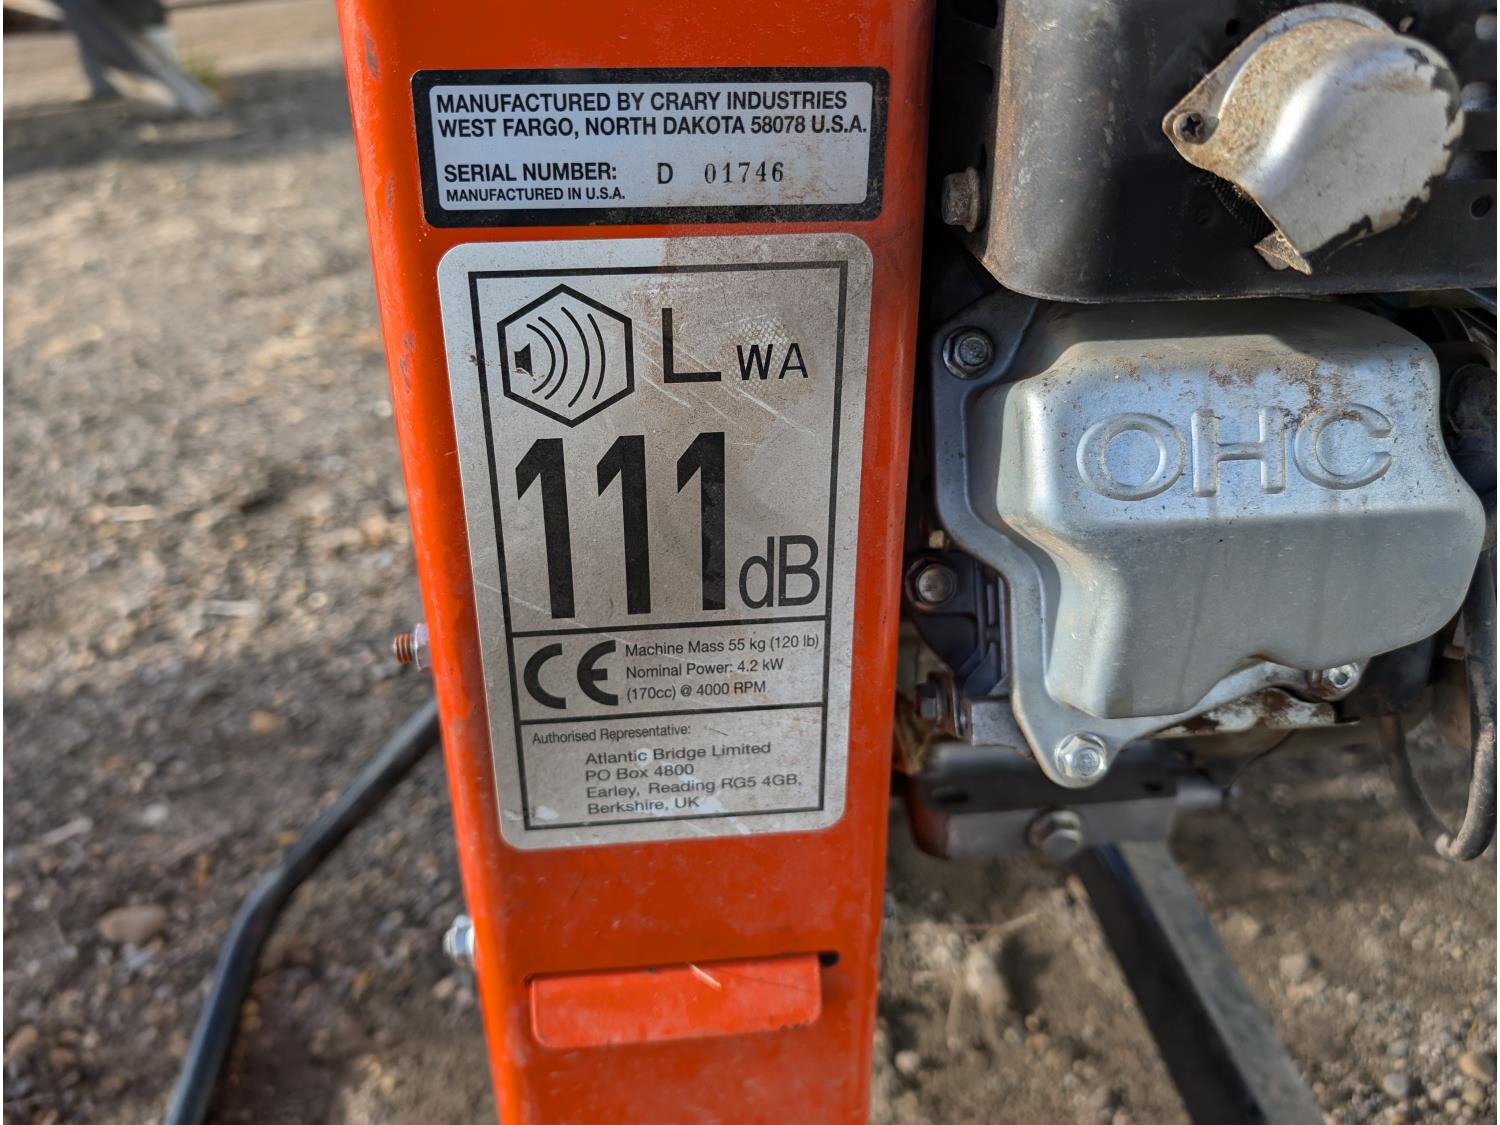 MANUFACTURED BY CRARY INDUSTRIES
WEST FARGO, NORTH DAKOTA 58078 U.S.A.
SERIAL NUMBER: D 01746
MANUFACTURED IN U.S.A.
LWA
111 dB
CE
Machine Mass 55 kg (120 lb)
Nominal Power: 4.2 kW
(170cc) @ 4000 RPM
Authorised Representative:
Atlantic Bridge Limited
PO Box 4800
Earley, Reading RG5 4GB,
Berkshire, UK
OHC